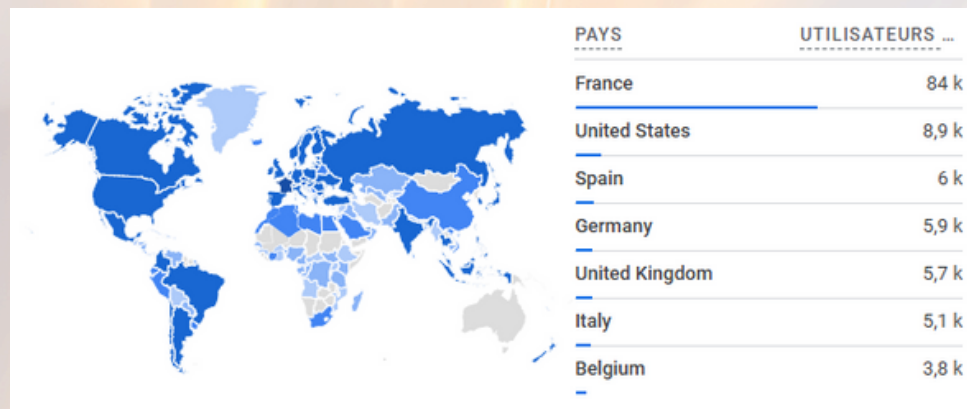 PAYS UTILISATEURS ...
France 84 k
United States 8,9 k
Spain 6 k
Germany 5,9 k
United Kingdom 5,7 k
Italy 5,1 k
Belgium 3,8 k